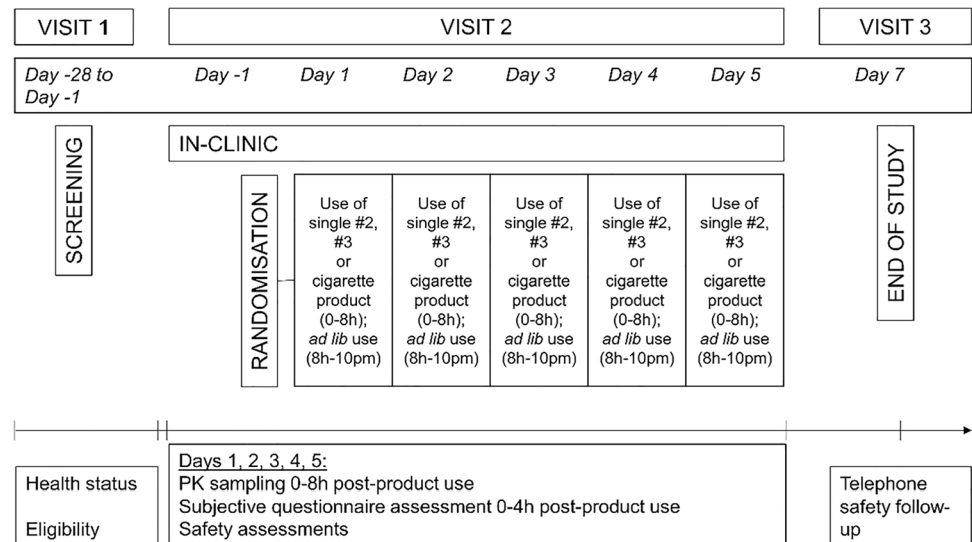 VISIT 1
VISIT 2
VISIT 3
Day -28 to
Day -1
Day -1
Day 1
Day 2
Day 3
Day 4
Day 5
Day 7
SCREENING
IN-CLINIC
RANDOMISATION
Use of
single #2,
#3
or
cigarette
product
(0-8h);
ad lib use
(8h-10pm)
Use of
single #2,
#3
or
cigarette
product
(0-8h);
ad lib use
(8h-10pm)
Use of
single #2,
#3
or
cigarette
product
(0-8h);
ad lib use
(8h-10pm)
Use of
single #2,
#3
or
cigarette
product
(0-8h);
ad lib use
(8h-10pm)
Use of
single #2,
#3
or
cigarette
product
(0-8h);
ad lib use
(8h-10pm)
END OF STUDY
Health status
Eligibility
Days 1, 2, 3, 4, 5:
PK sampling 0-8h post-product use
Subjective questionnaire assessment 0-4h post-product use
Safety assessments
Telephone
safety follow-
up